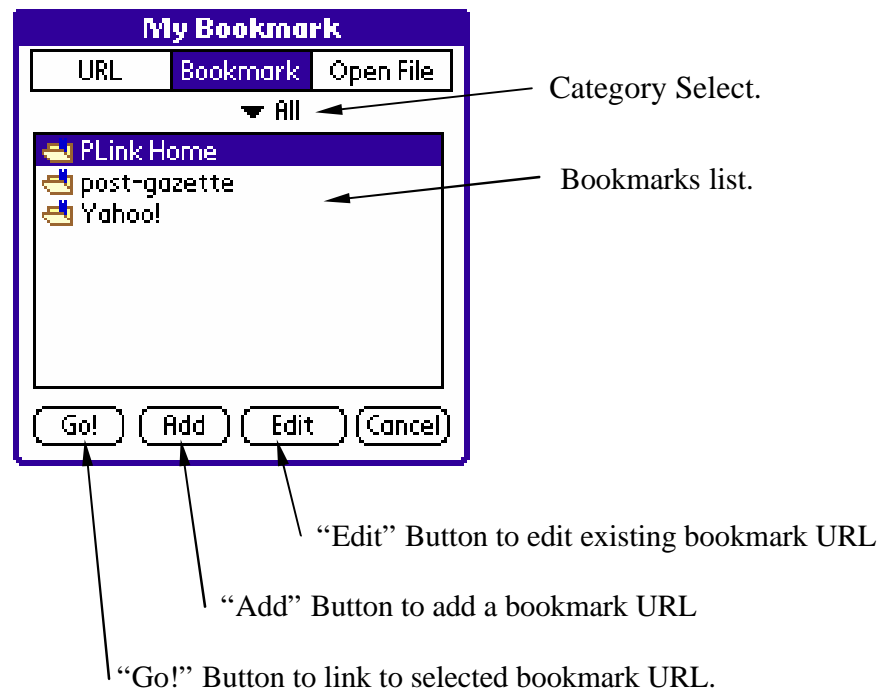 My Bookmark
URL Bookmark Open File
All
Category Select.
PLink Home
post-gazette
Yahoo!
Bookmarks list.
Go! Add Edit Cancel
“Edit” Button to edit existing bookmark URL
“Add” Button to add a bookmark URL
“Go!” Button to link to selected bookmark URL.